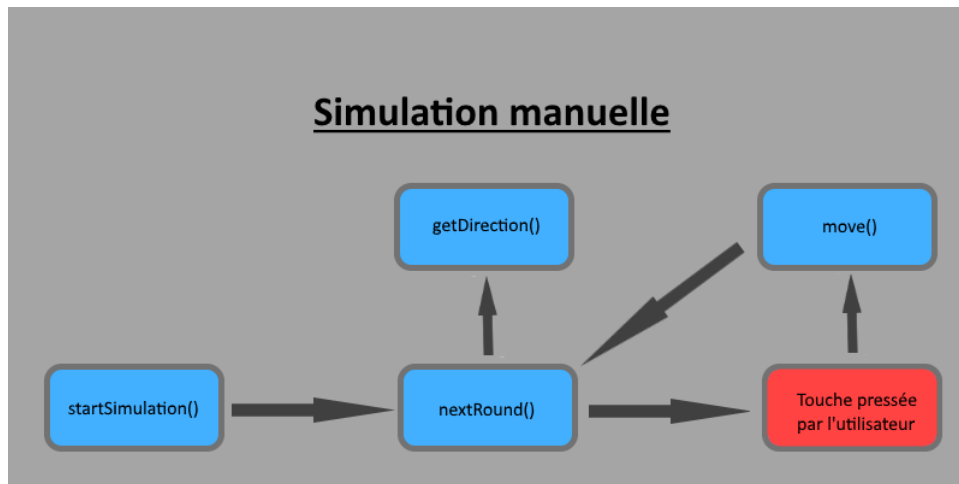 Simulation manuelle
getDirection()
move()
startSimulation()
nextRound()
Touche pressée
par l'utilisateur